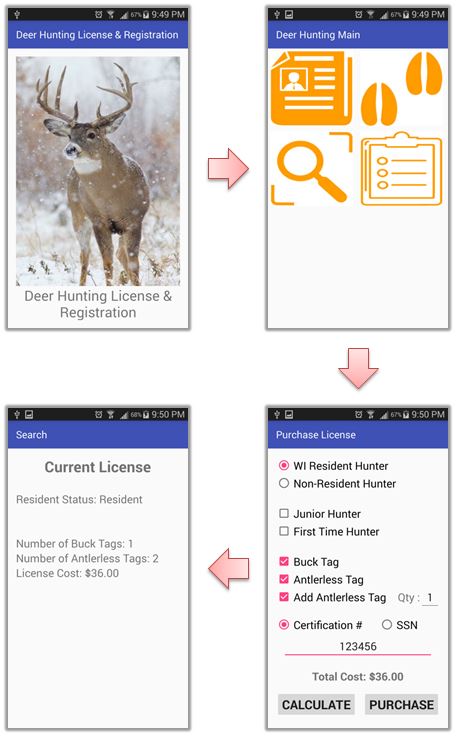 9:49 PM
67%
Deer Hunting License & Registration
Deer Hunting License &
Registration
67% 9:49 PM
Deer Hunting Main
67% 9:50 PM
Purchase License
WI Resident Hunter
Non-Resident Hunter
Junior Hunter
First Time Hunter
Buck Tag
Antlerless Tag
Add Antlerless Tag Qty : 1
Certification # SSN
123456
Total Cost: $36.00
CALCULATE PURCHASE
68% 9:50 PM
Search
Current License
Resident Status: Resident
Number of Buck Tags: 1
Number of Antlerless Tags: 2
License Cost: $36.00